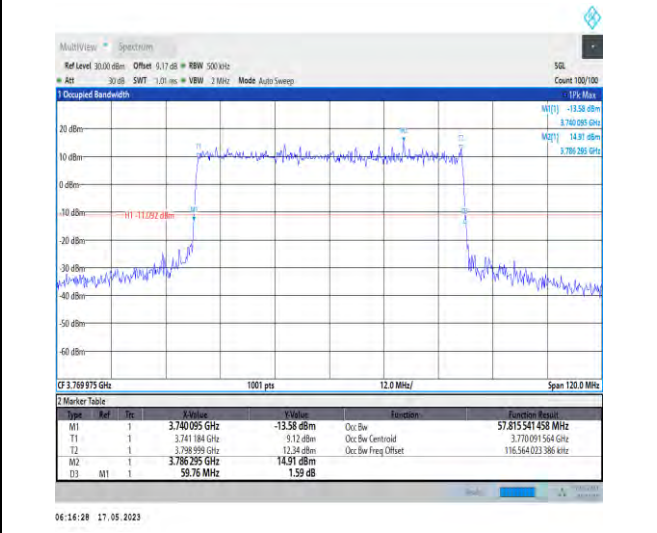 MultiView Spectrum
Ref Level 30.00 dBm Offset 9.17 dB RBW 500 kHz SGL
Att 30 dB SWT 1.01 ms VBW 2 MHz Mode Auto Sweep Count 100/100
1 Occupied Bandwidth 1Pk Max
M1[1] -13.58 dBm
3.740 095 GHz
M2[1] 14.91 dBm
3.786 295 GHz
20 dBm
10 dBm
0 dBm
-10 dBm
H1 -11.092 dBm
-20 dBm
-30 dBm
-40 dBm
-50 dBm
-60 dBm
M1
T1
M2
T2
CF 3.769 975 GHz 1001 pts 12.0 MHz/ Span 120.0 MHz
2 Marker Table
Type Ref Trc X-Value Y-Value Function Function Result
M1 1 3.740 095 GHz -13.58 dBm Occ Bw 57.815 541 458 MHz
T1 1 3.741 184 GHz 9.12 dBm Occ Bw Centroid 3.770 091 564 GHz
T2 1 3.798 999 GHz 12.34 dBm Occ Bw Freq Offset 116.564 023 386 kHz
M2 1 3.786 295 GHz 14.91 dBm
D3 M1 1 59.76 MHz 1.59 dB
06:16:28 17.05.2023